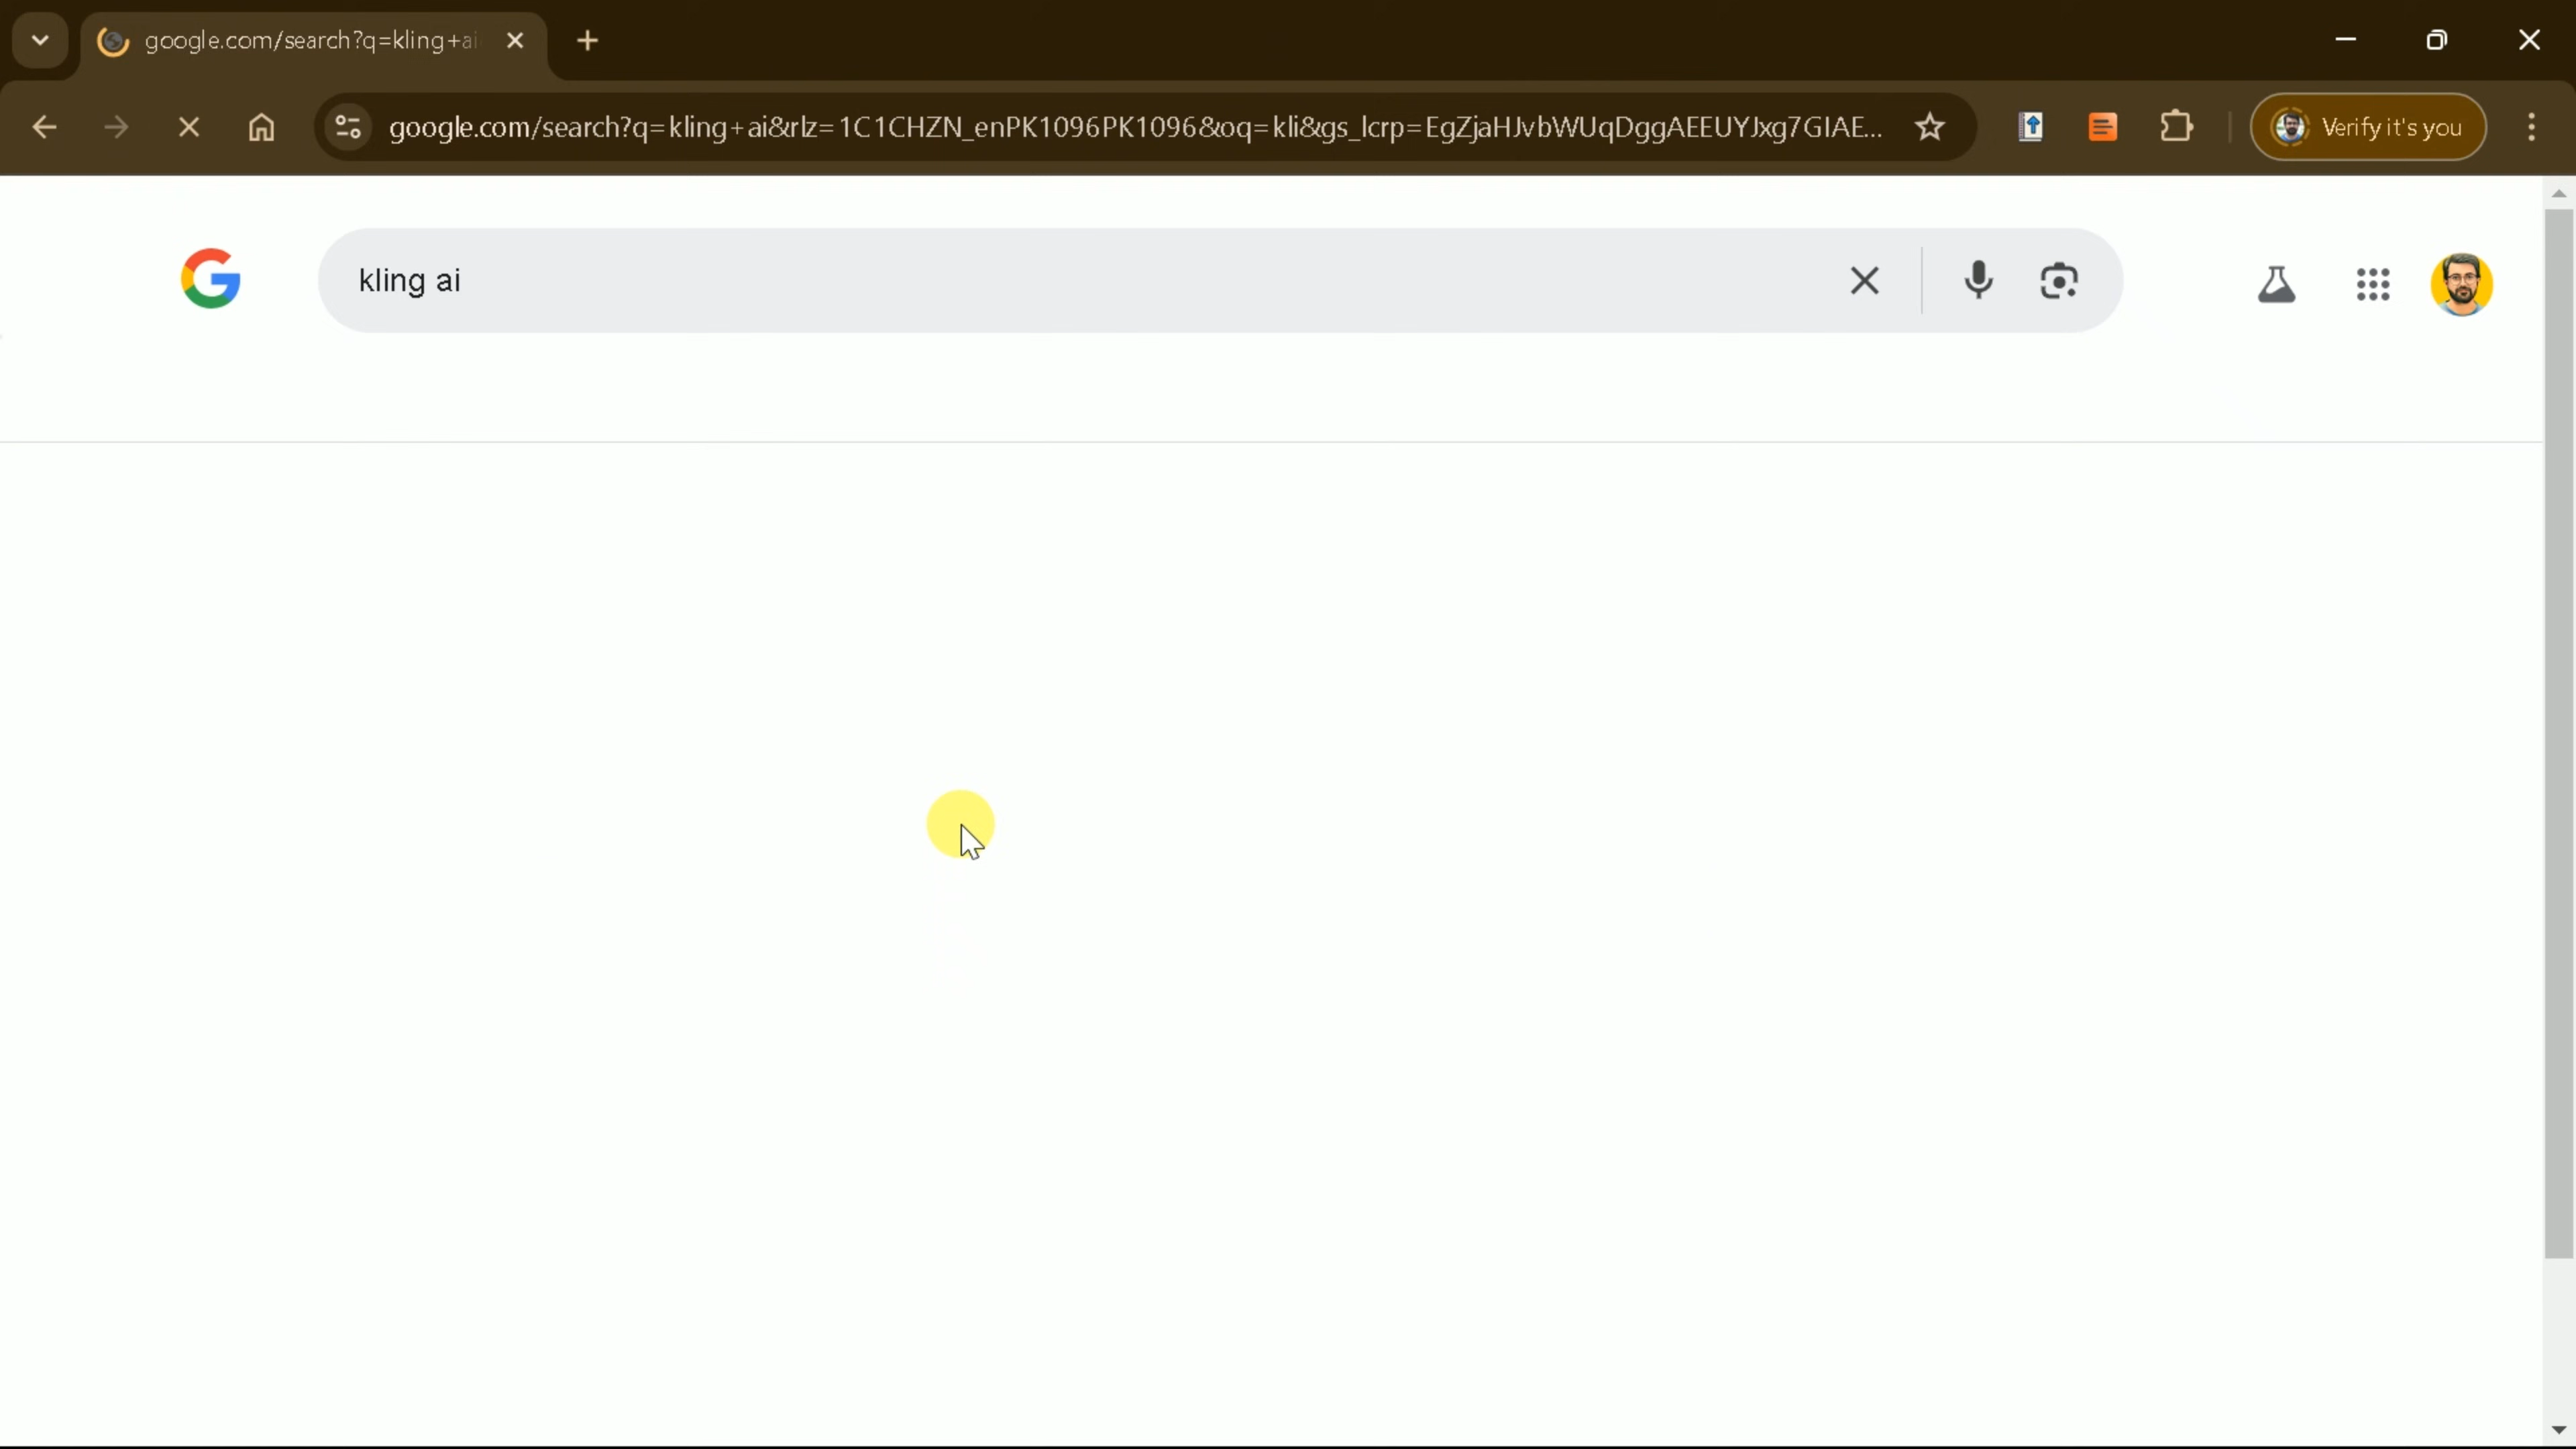 google.com/search?q=kling+ai
google.com/search?q=kling+ai&rlz=1C1CHZN_enPK1096PK1096&oq=kli&gs_lcrp=EgZjaHJvbWUqDggAEEUYJxg7GIAE...
Verify it's you
kling ai